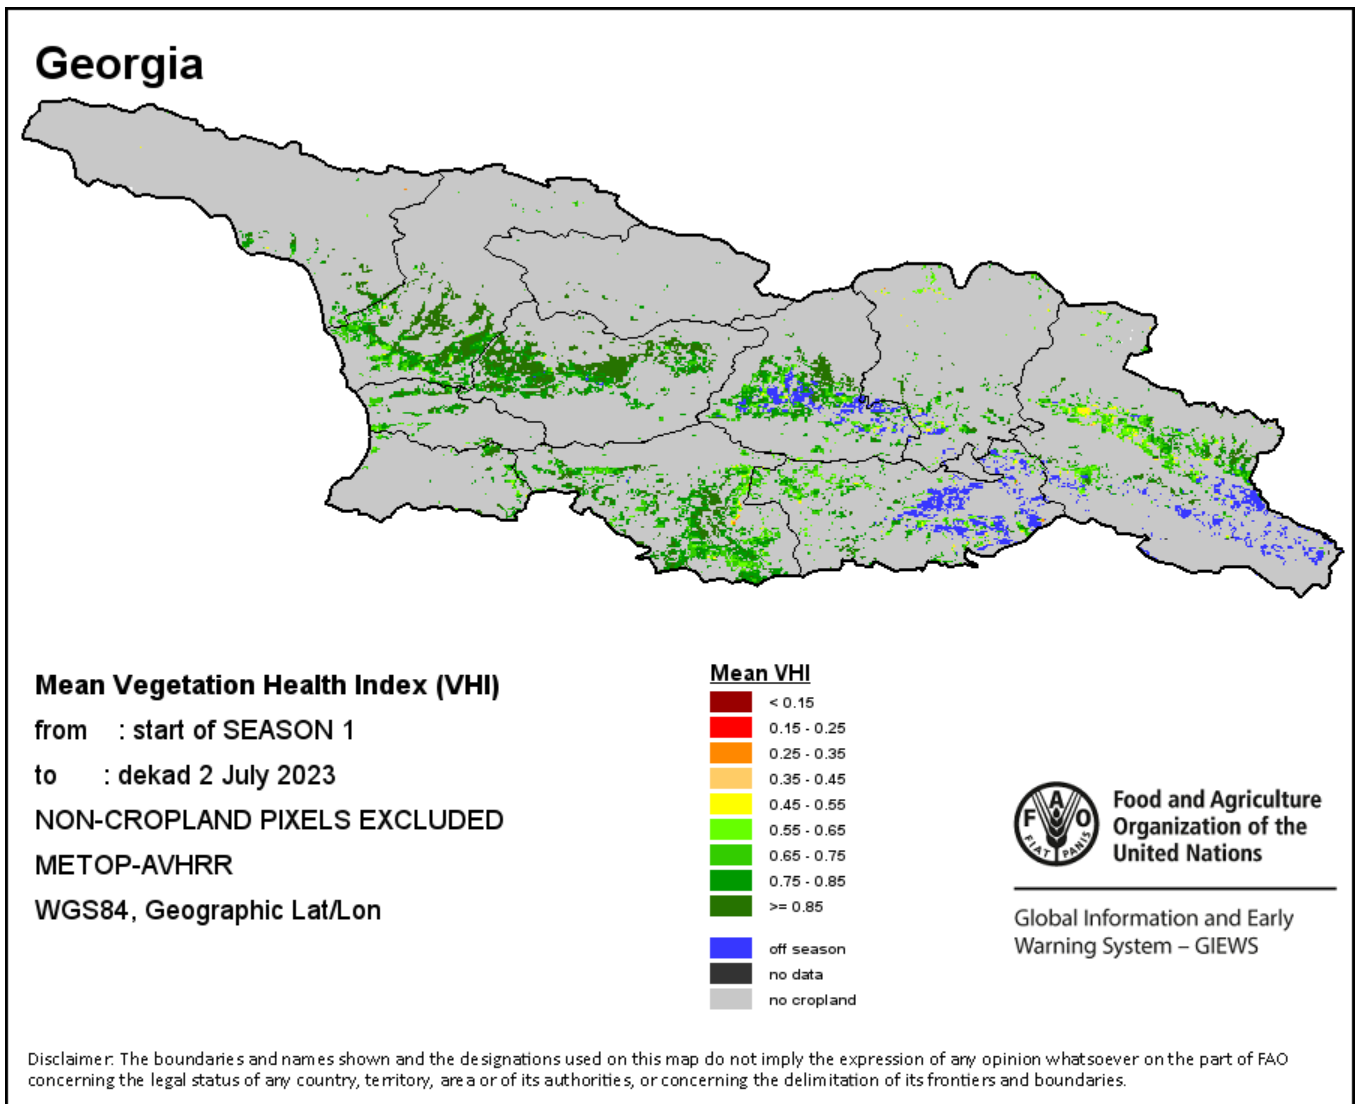 Georgia
Mean Vegetation Health Index (VHI)
from : start of SEASON 1
to : dekad 2 July 2023
NON-CROPLAND PIXELS EXCLUDED
METOP-AVHRR
WGS84, Geographic Lat/Lon
Mean VHI
< 0.15
0.15 - 0.25
0.25 - 0.35
0.35 - 0.45
0.45 - 0.55
0.55 - 0.65
0.65 - 0.75
0.75 - 0.85
>= 0.85
off season
no data
no cropland
F A O
FIAT PANIS
Food and Agriculture
Organization of the
United Nations
Global Information and Early
Warning System – GIEWS
Disclaimer: The boundaries and names shown and the designations used on this map do not imply the expression of any opinion whatsoever on the part of FAO
concerning the legal status of any country, territory, area or of its authorities, or concerning the delimitation of its frontiers and boundaries.